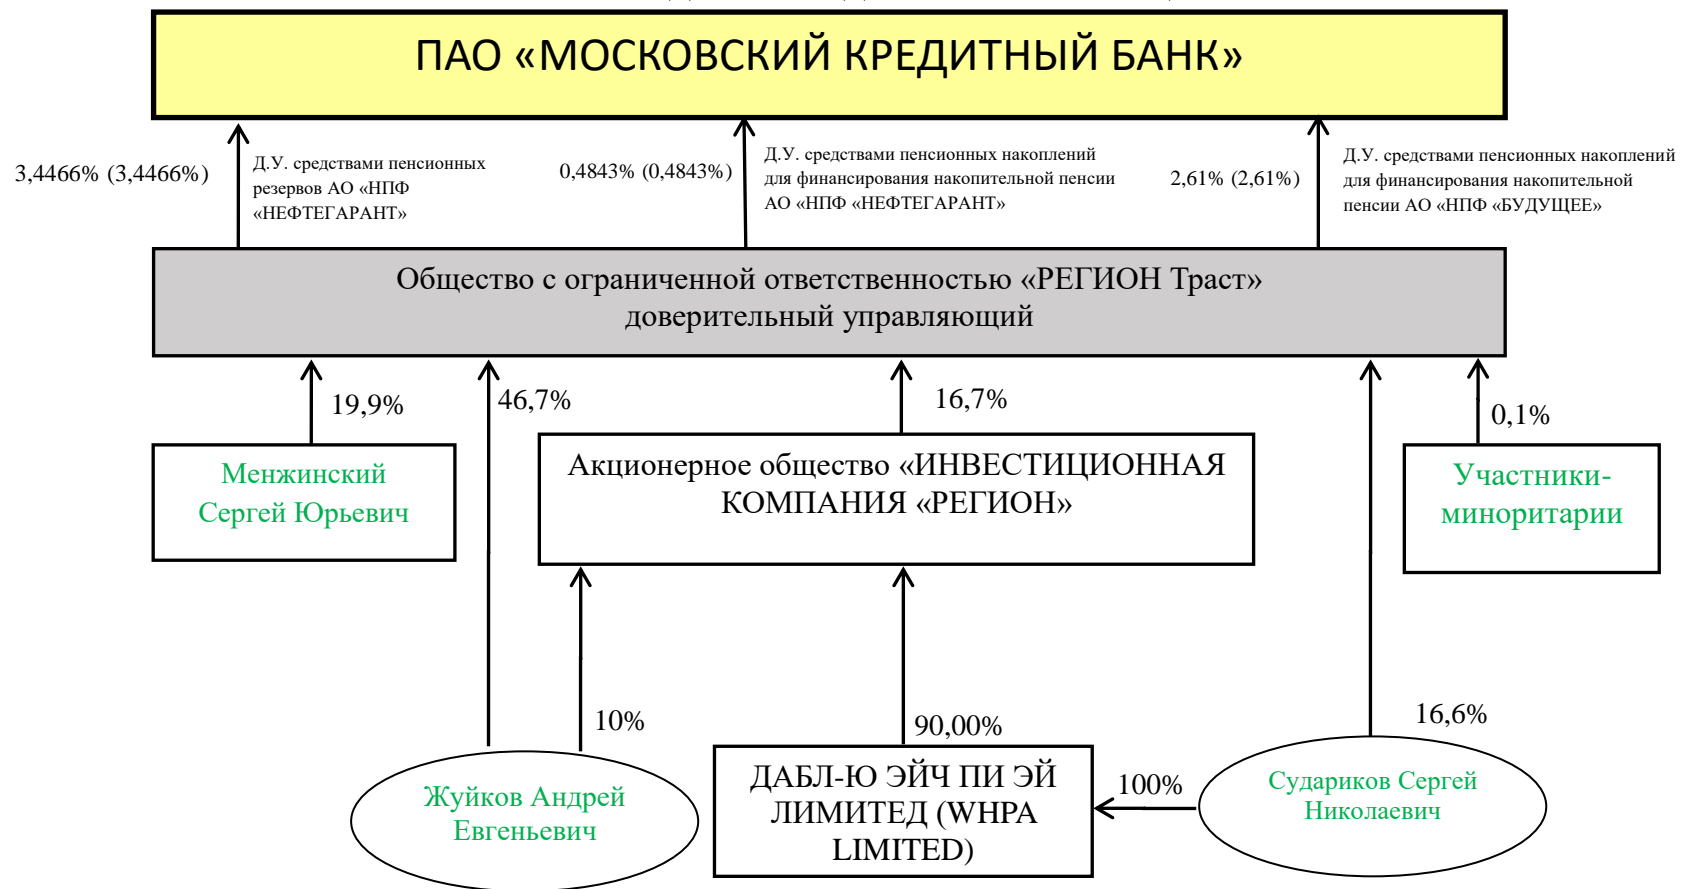 ПАО «МОСКОВСКИЙ КРЕДИТНЫЙ БАНК»
3,4466% (3,4466%)
Д.У. средствами пенсионных
резервов АО «НПФ
«НЕФТЕГАРАНТ»
0,4843% (0,4843%)
Д.У. средствами пенсионных накоплений
для финансирования накопительной пенсии
АО «НПФ «НЕФТЕГАРАНТ»
2,61% (2,61%)
Д.У. средствами пенсионных накоплений
для финансирования накопительной
пенсии АО «НПФ «БУДУЩЕЕ»
Общество с ограниченной ответственностью «РЕГИОН Траст»
доверительный управляющий
19,9%
46,7%
16,7%
0,1%
Менжинский
Сергей Юрьевич
Акционерное общество «ИНВЕСТИЦИОННАЯ
КОМПАНИЯ «РЕГИОН»
Участники-
миноритарии
10%
90,00%
16,6%
Жуйков Андрей
Евгеньевич
ДАБЛ-Ю ЭЙЧ ПИ ЭЙ
ЛИМИТЕД (WHPA
LIMITED)
100%
Судариков Сергей
Николаевич